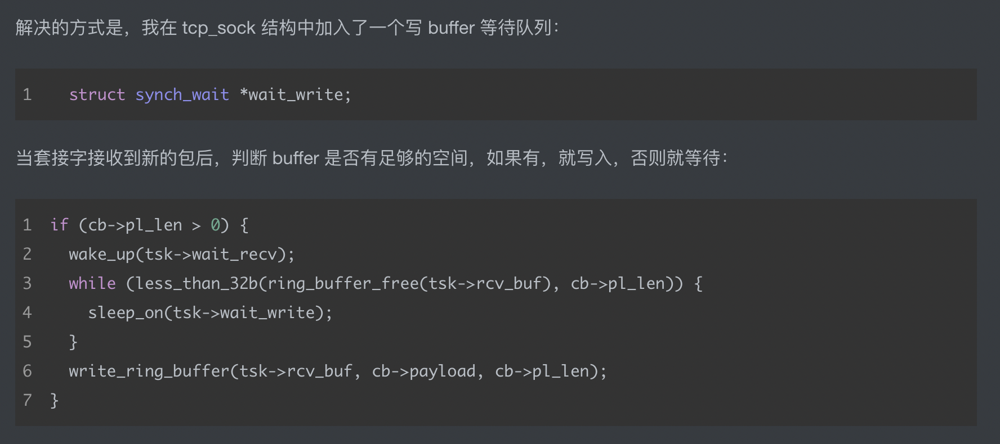 解决的方式是，我在 tcp_sock 结构中加入了一个写 buffer 等待队列：
1 struct synch_wait *wait_write;
当套接字接收到新的包后，判断 buffer 是否有足够的空间，如果有，就写入，否则就等待：
1 if (cb->pl_len > 0) {
2   wake_up(tsk->wait_recv);
3   while (less_than_32b(ring_buffer_free(tsk->rcv_buf), cb->pl_len)) {
4     sleep_on(tsk->wait_write);
5   }
6   write_ring_buffer(tsk->rcv_buf, cb->payload, cb->pl_len);
7 }